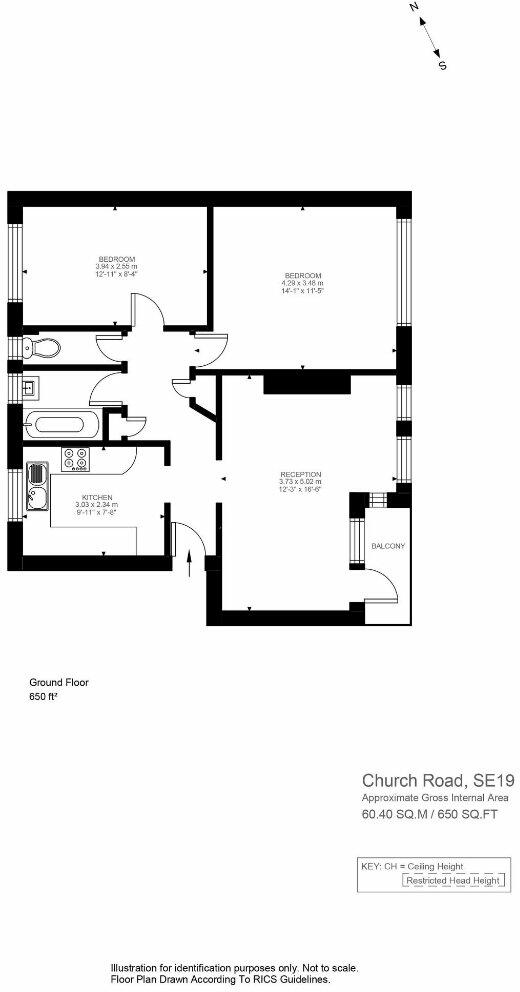 N
S
BEDROOM
3.94 x 2.55 m
12'-11" x 8'-4"
BEDROOM
4.29 x 3.48 m
14'-1" x 11'-5"
RECEPTION
3.73 x 5.02 m
12'-3" x 16'-6"
KITCHEN
3.03 x 2.34 m
9'-11" x 7'-8"
BALCONY
Ground Floor
650 ft²
Church Road, SE19
Approximate Gross Internal Area
60.40 SQ.M / 650 SQ.FT
KEY: CH = Ceiling Height
Restricted Head Height
Illustration for identification purposes only. Not to scale.
Floor Plan Drawn According To RICS Guidelines.